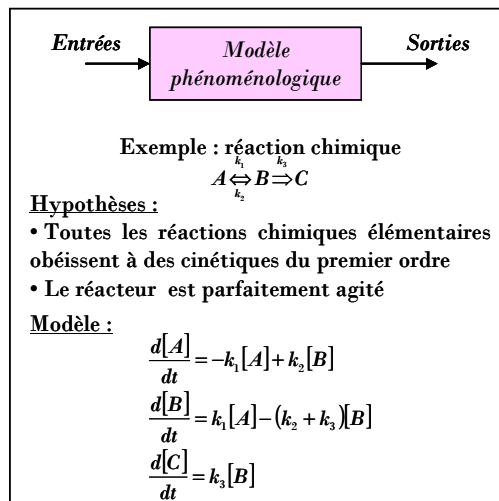 Entrées
Modèle
phénoménologique
Sorties
Exemple : réaction chimique
A ⇔ B ⇒ C
k₁ k₃
k₂
Hypothèses :
• Toutes les réactions chimiques élémentaires
obéissent à des cinétiques du premier ordre
• Le réacteur est parfaitement agité
Modèle :
d[A]/dt = -k₁[A] + k₂[B]
d[B]/dt = k₁[A] - (k₂ + k₃)[B]
d[C]/dt = k₃[B]